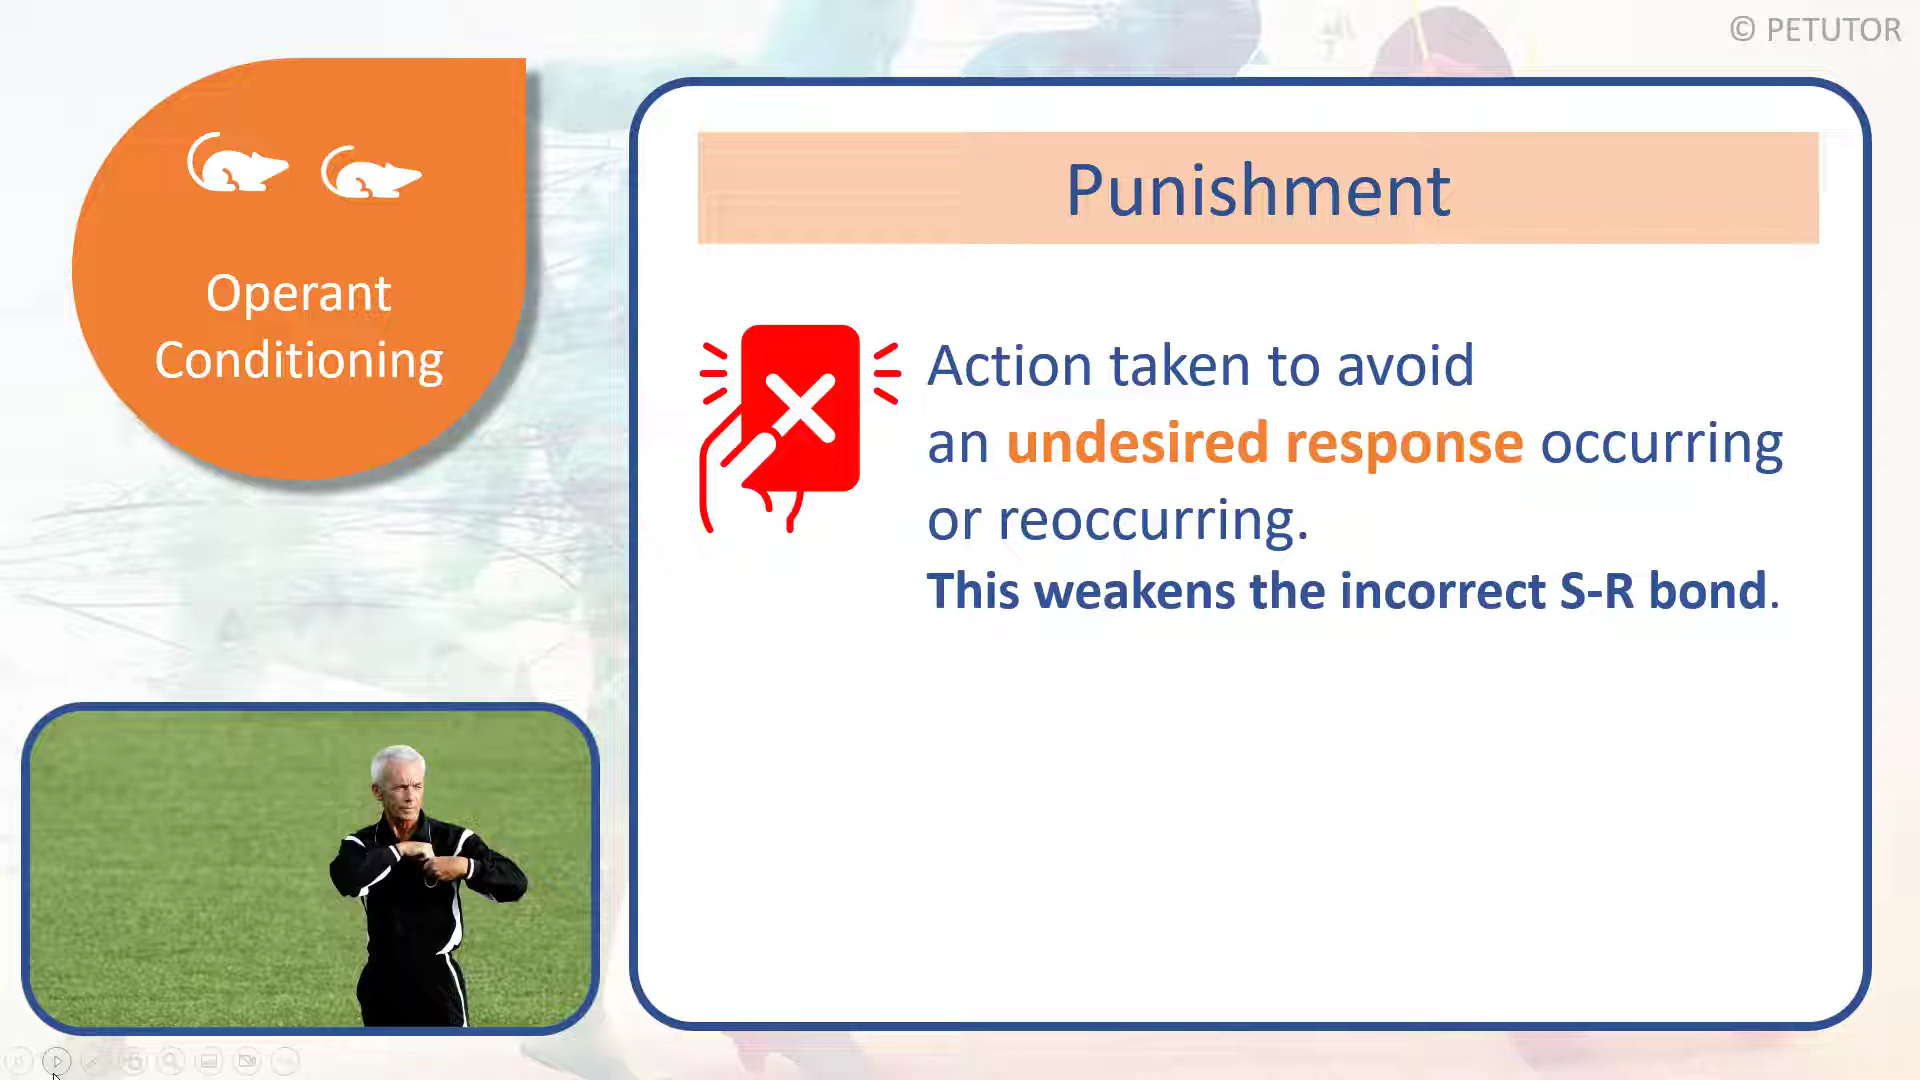 © PETUTOR
Operant
Conditioning
Punishment
Action taken to avoid
an undesired response occurring
or reoccurring.
This weakens the incorrect S-R bond.